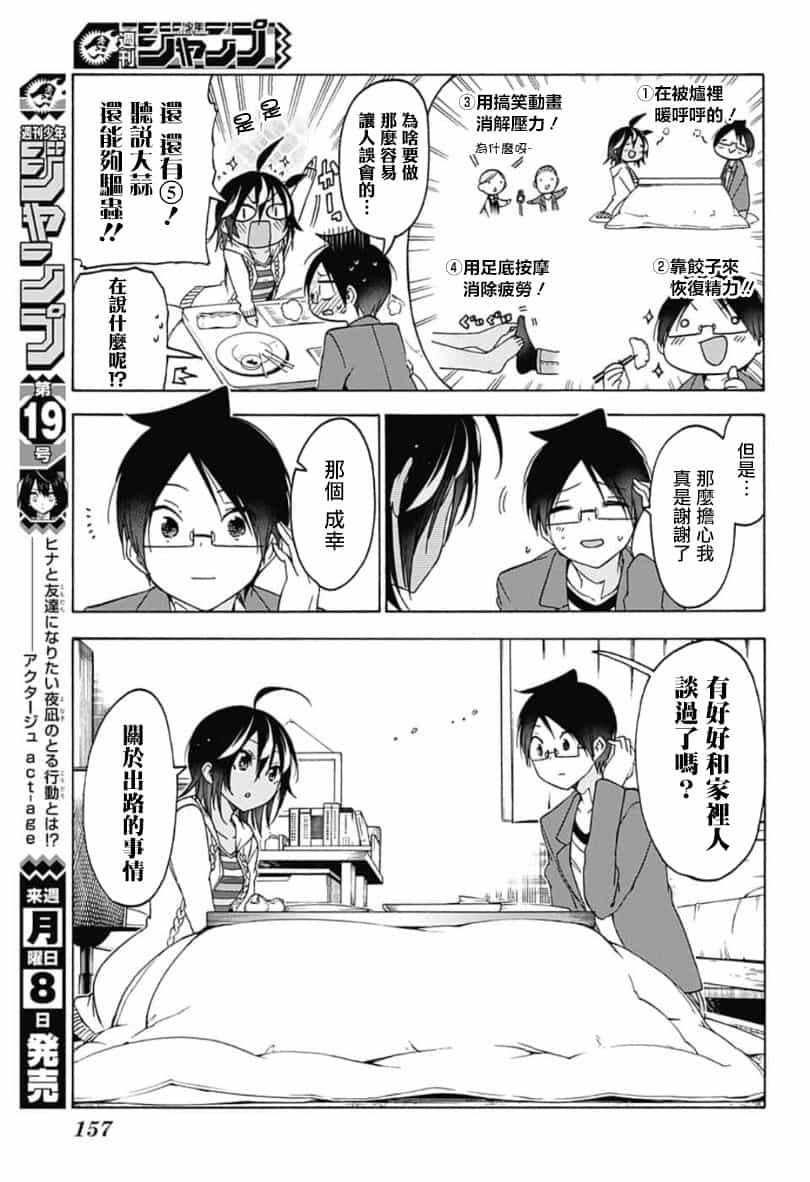 週刊
少年
ジャンプ
①在被爐裡
暖呼呼的！
②靠餃子來
恢復精力!!
③用搞笑動畫
消解壓力！
為什麼呀~
④用足底按摩
消除疲勞！
為啥要做
那麼容易
讓人誤會的…
是
是
還 還有⑤！
聽説大蒜
還能夠驅蟲!!
在說什麼呢!?
但是…
那麼擔心我
真是謝謝了
那個 成幸
有好好和家裡人
談過了嗎？
關於出路的事情
週刊少年
ジャンプ
第
19
号
ヒナと友達になりたい夜凪のとる行動とは!?
──アクタージュ act-age
来週
月
曜日
8
日
発売
157